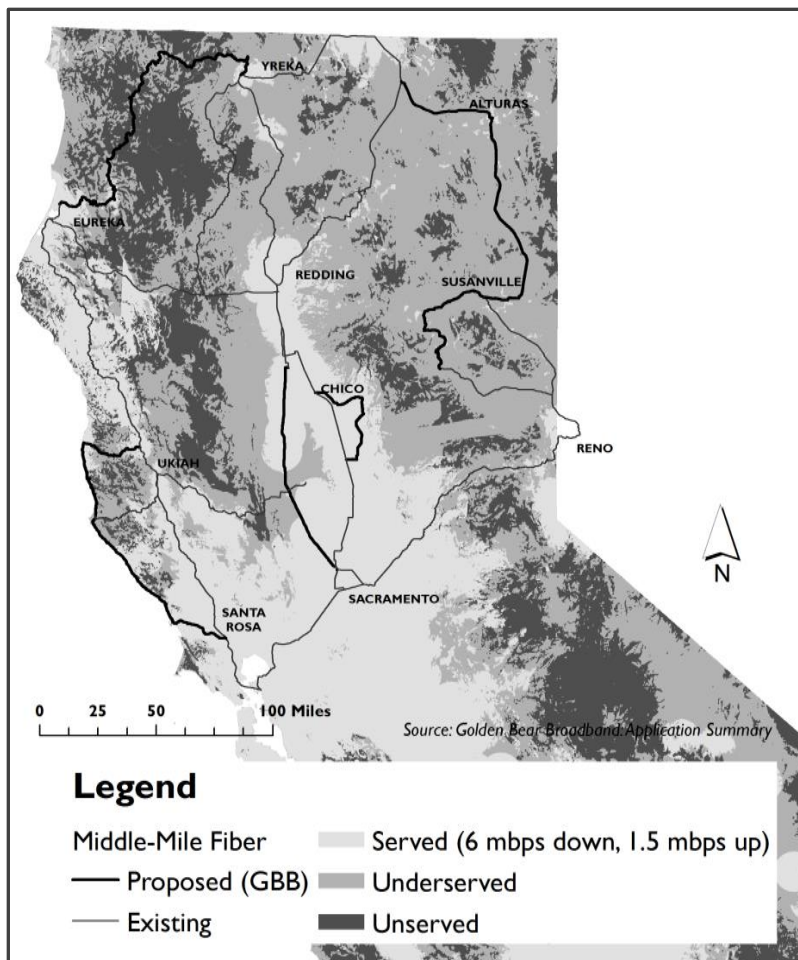 YREKA
ALTURAS
EUREKA
REDDING
SUSANVILLE
CHICO
RENO
UKIAH
N
SACRAMENTO
SANTA
ROSA
0 25 50 100 Miles
Source: Golden Bear Broadband: Application Summary
Legend
Middle-Mile Fiber
Served (6 mbps down, 1.5 mbps up)
Proposed (GBB)
Underserved
Existing
Unserved